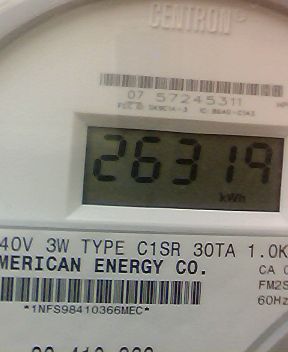 CENTRON®
07 57245311
26319
kWh
40V 3W TYPE C1SR 30TA 1.0K
MERICAN ENERGY CO.
CA 0
FM2S
60Hz
*1NFS98410366MEC*